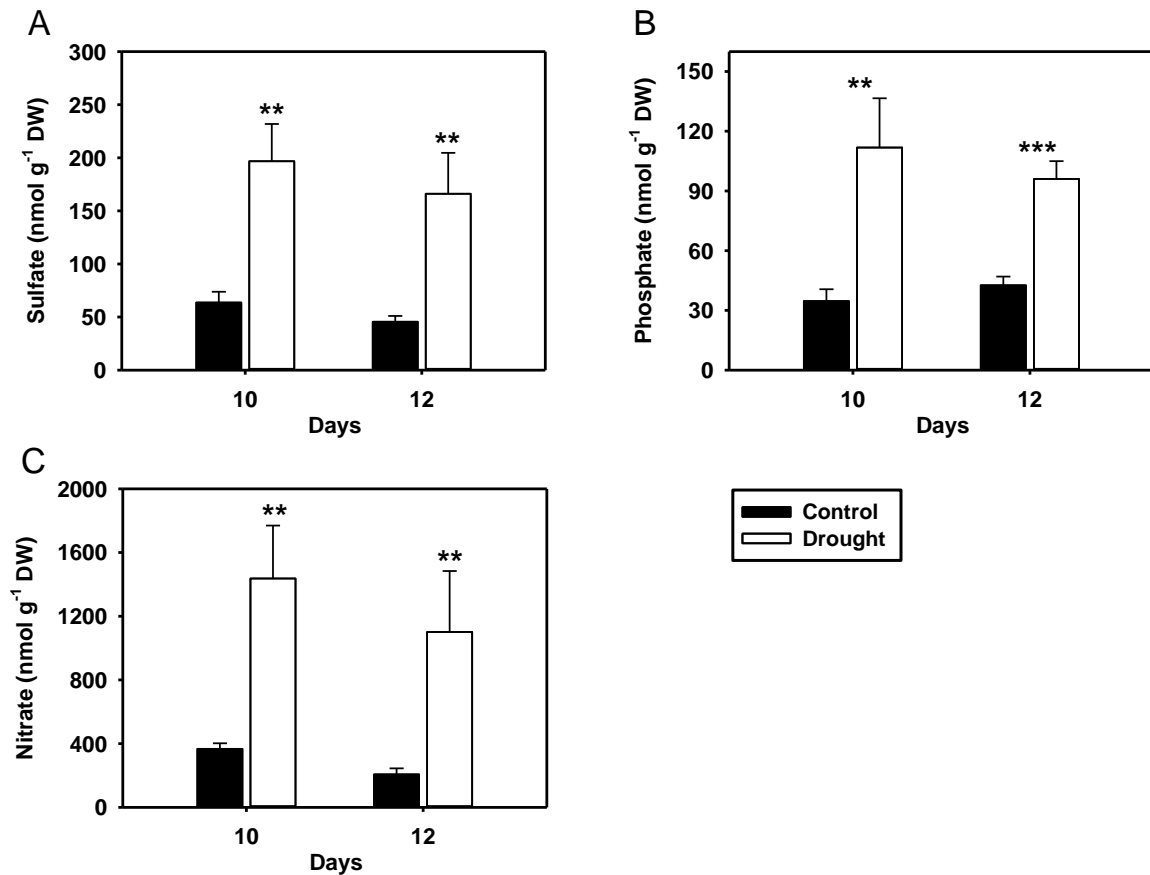 A
Sulfate (nmol g⁻¹ DW)
300
250
200
150
100
50
0
**
**
10
12
Days
B
Phosphate (nmol g⁻¹ DW)
150
120
90
60
30
0
**
***
10
12
Days
C
Nitrate (nmol g⁻¹ DW)
2000
1600
1200
800
400
0
**
**
10
12
Days
Control
Drought